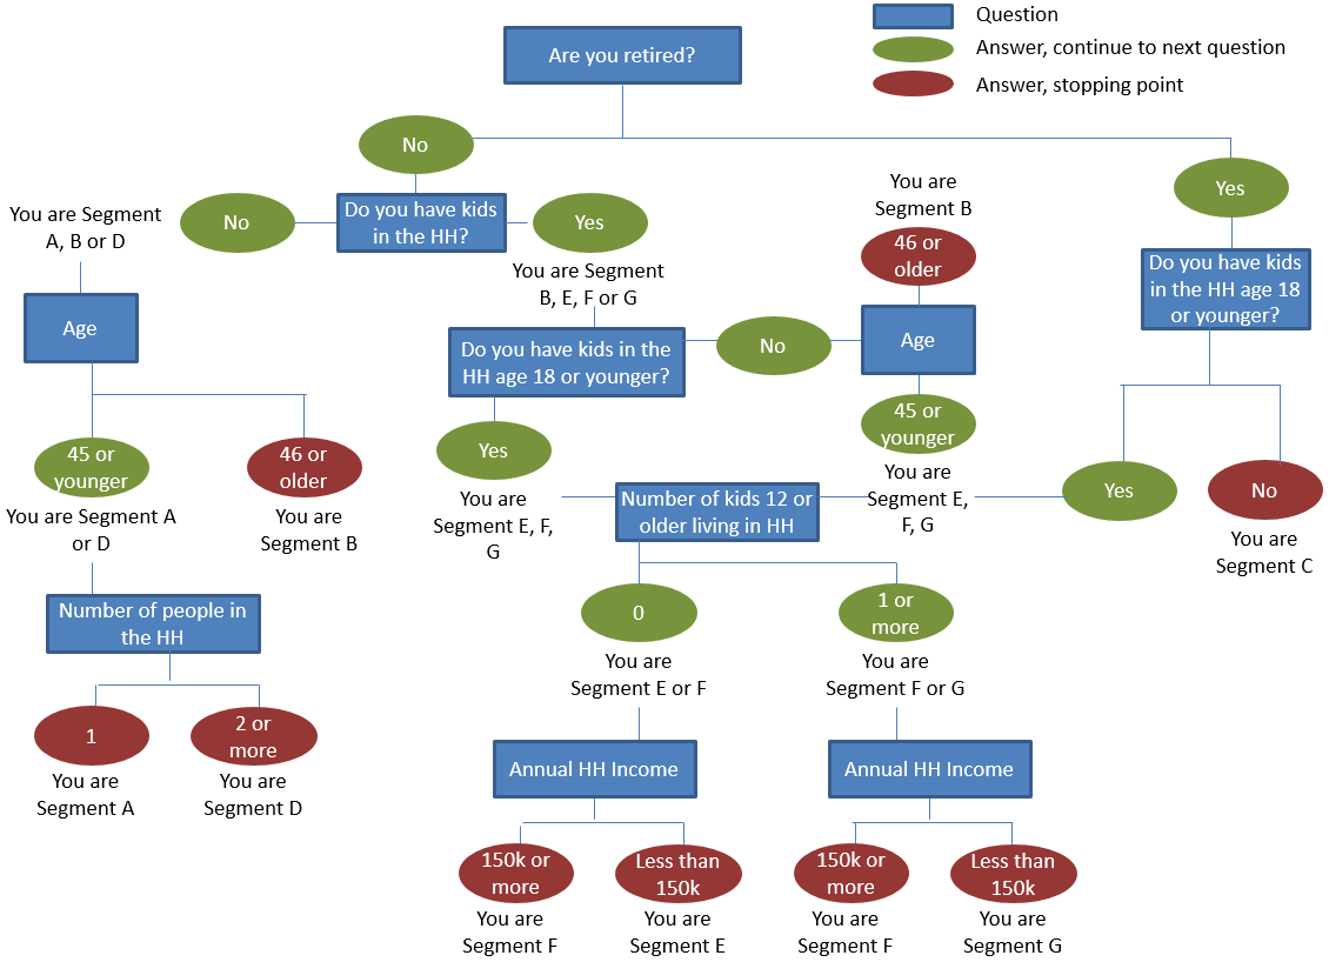 Question
Answer, continue to next question
Answer, stopping point
Are you retired?
No
Yes
No
Do you have kids
in the HH?
Yes
You are Segment
A, B or D
You are Segment
B, E, F or G
You are
Segment B
46 or
older
Do you have kids
in the HH age 18
or younger?
Age
Do you have kids in the
HH age 18 or younger?
No
Age
45 or
younger
46 or
older
Yes
45 or
younger
Yes
No
You are Segment A
or D
You are
Segment B
You are
Segment E, F,
G
Number of kids 12 or
older living in HH
You are
Segment E,
F, G
You are
Segment C
Number of people in
the HH
0
1 or
more
You are
Segment E or F
You are
Segment F or G
1
2 or
more
You are
Segment A
You are
Segment D
Annual HH Income
Annual HH Income
150k or
more
Less than
150k
150k or
more
Less than
150k
You are
Segment F
You are
Segment E
You are
Segment F
You are
Segment G